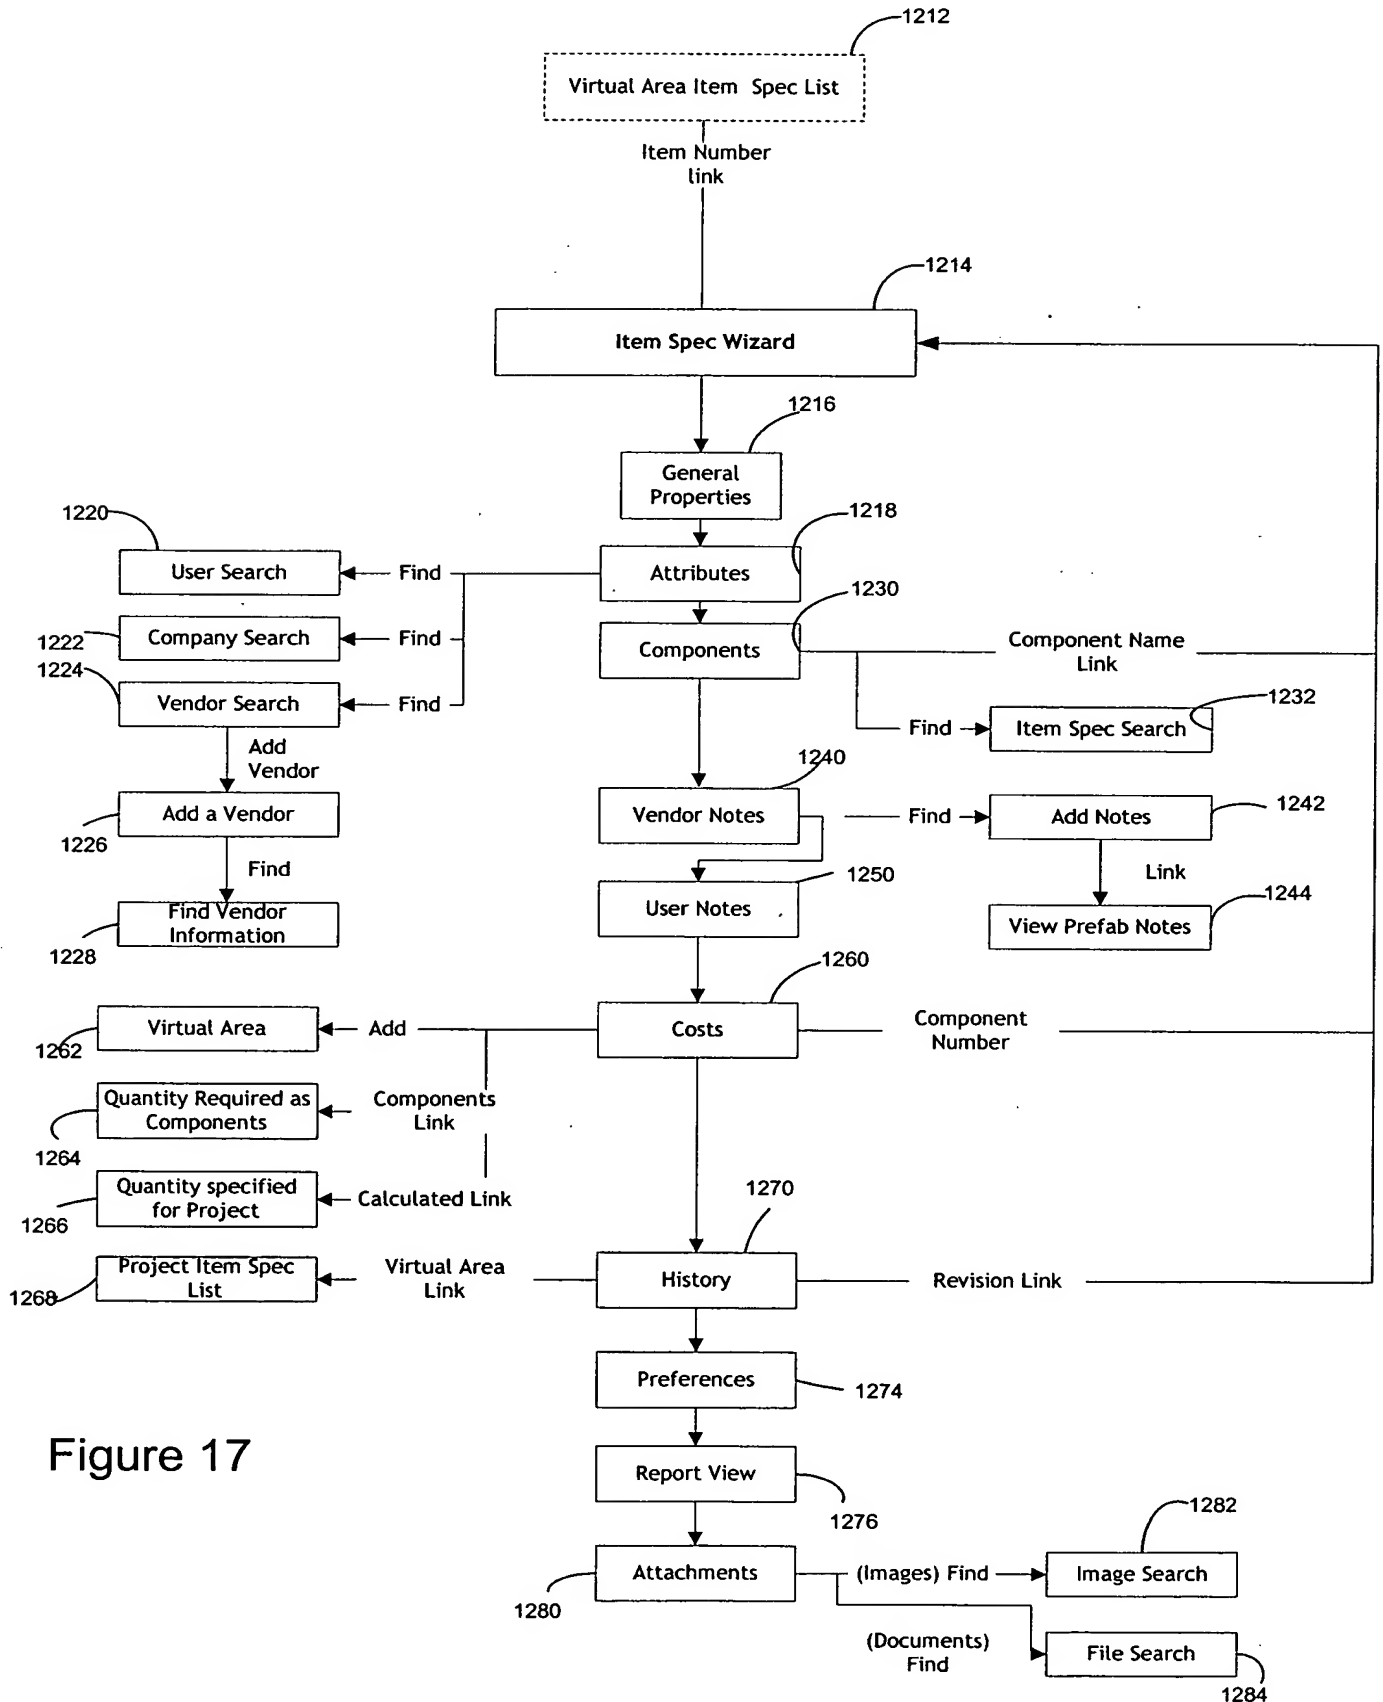 1212
Virtual Area Item Spec List
Item Number
link
1214
Item Spec Wizard
1216
General
Properties
1218
1220
User Search
Find
Attributes
1230
1222
Company Search
Find
Components
Component Name
Link
1224
Vendor Search
Find
1232
Find
Item Spec Search
Add
Vendor
1240
Add a Vendor
1226
Vendor Notes
Find
Add Notes
1242
Find
1250
Link
Find Vendor
Information
1228
User Notes
1244
View Prefab Notes
1260
Virtual Area
1262
Add
Costs
Component
Number
Quantity Required as
Components
1264
Components
Link
Quantity specified
for Project
1266
Calculated Link
1270
Project Item Spec
List
1268
Virtual Area
Link
History
Revision Link
Preferences
1274
Figure 17
Report View
1276
1282
Attachments
1280
(Images) Find
Image Search
(Documents)
Find
File Search
1284